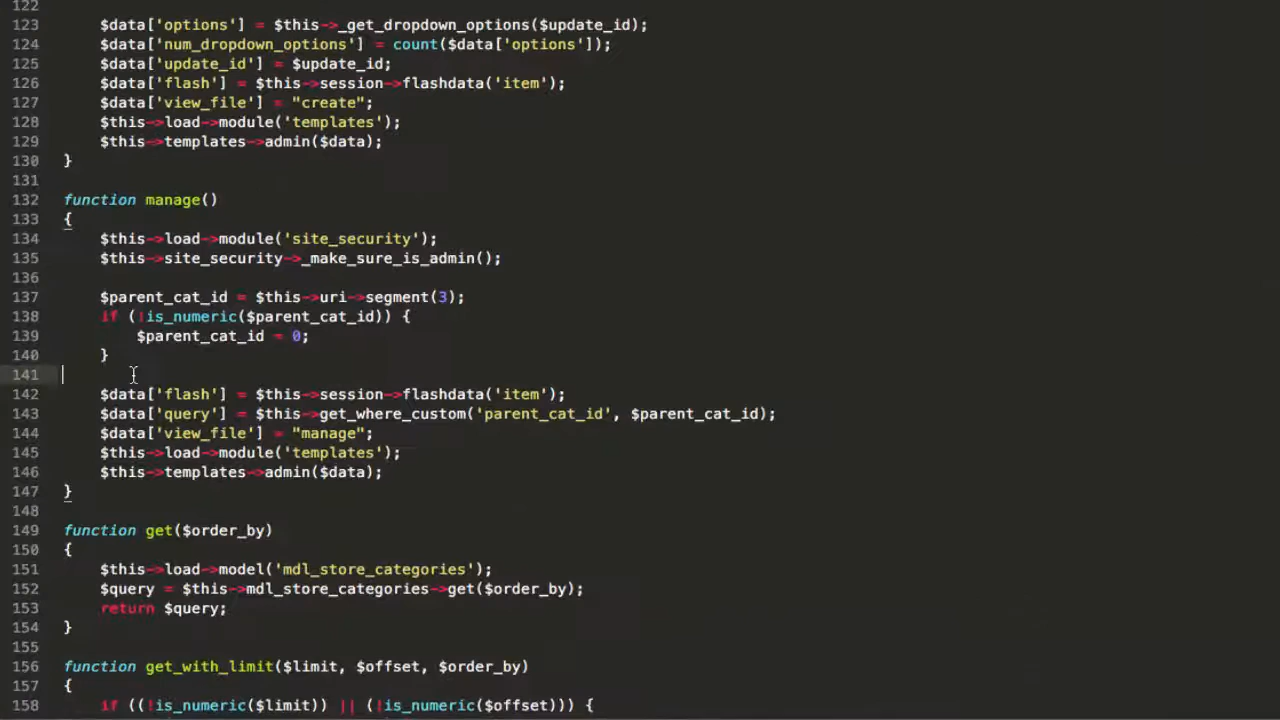 122
123 $data['options'] = $this->_get_dropdown_options($update_id);
124 $data['num_dropdown_options'] = count($data['options']);
125 $data['update_id'] = $update_id;
126 $data['flash'] = $this->session->flashdata('item');
127 $data['view_file'] = "create";
128 $this->load->module('templates');
129 $this->templates->admin($data);
130 }
131
132 function manage()
133 {
134 $this->load->module('site_security');
135 $this->site_security->_make_sure_is_admin();
136
137 $parent_cat_id = $this->uri->segment(3);
138 if (!is_numeric($parent_cat_id)) {
139 $parent_cat_id = 0;
140 }
141
142 $data['flash'] = $this->session->flashdata('item');
143 $data['query'] = $this->get_where_custom('parent_cat_id', $parent_cat_id);
144 $data['view_file'] = "manage";
145 $this->load->module('templates');
146 $this->templates->admin($data);
147 }
148
149 function get($order_by)
150 {
151 $this->load->model('mdl_store_categories');
152 $query = $this->mdl_store_categories->get($order_by);
153 return $query;
154 }
155
156 function get_with_limit($limit, $offset, $order_by)
157 {
158 if ((!is_numeric($limit)) || (!is_numeric($offset))) {